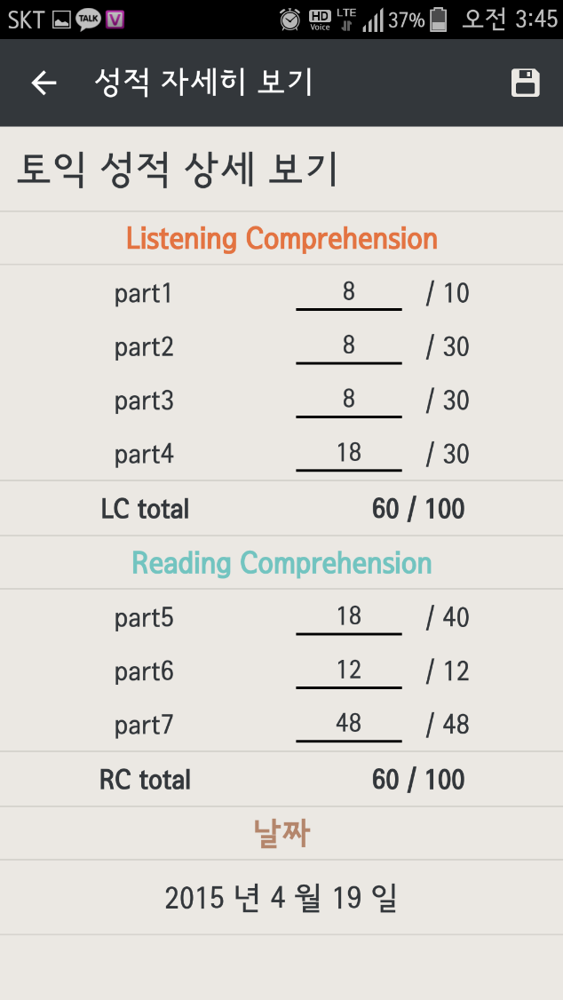 SKT TALK V HD Voice LTE 37% 오전 3:45
성적 자세히 보기
토익 성적 상세 보기
Listening Comprehension
part1 8 / 10
part2 8 / 30
part3 8 / 30
part4 18 / 30
LC total 60 / 100
Reading Comprehension
part5 18 / 40
part6 12 / 12
part7 48 / 48
RC total 60 / 100
날짜
2015 년 4 월 19 일